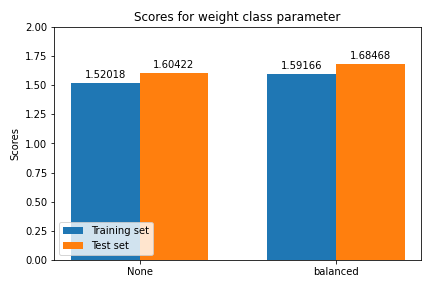 Scores for weight class parameter
2.00
1.75
1.50
1.25
1.00
0.75
0.50
0.25
0.00
Scores
1.52018
1.60422
1.59166
1.68468
Training set
Test set
None
balanced